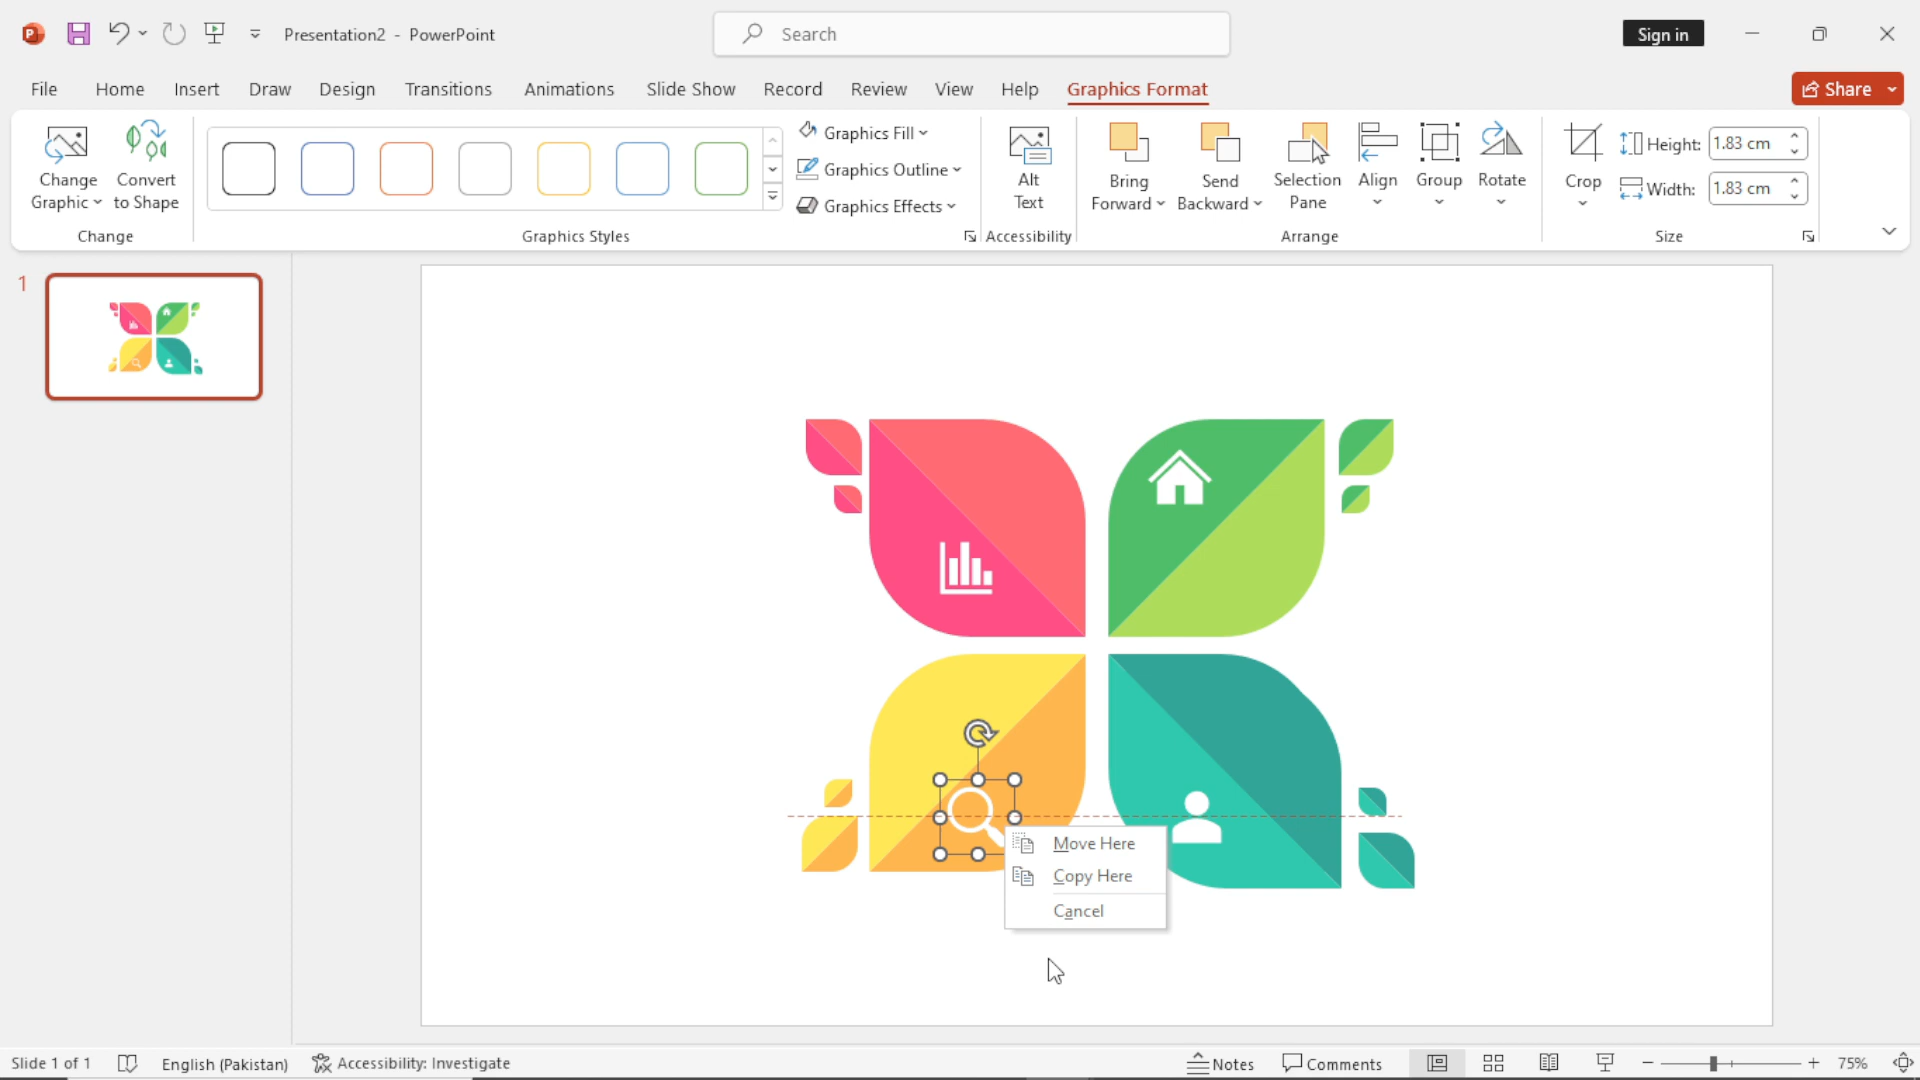 Presentation2 - PowerPoint
Search
Sign in
File Home Insert Draw Design Transitions Animations Slide Show Record Review View Help Graphics Format
Share
Change Graphic
Convert to Shape
Change
Graphics Fill
Graphics Outline
Graphics Effects
Graphics Styles
Alt Text
Accessibility
Bring Forward
Send Backward
Selection Pane
Align
Group
Rotate
Arrange
Crop
Height: 1.83 cm
Width: 1.83 cm
Size
1
Move Here
Copy Here
Cancel
Slide 1 of 1
English (Pakistan)
Accessibility: Investigate
Notes
Comments
75%